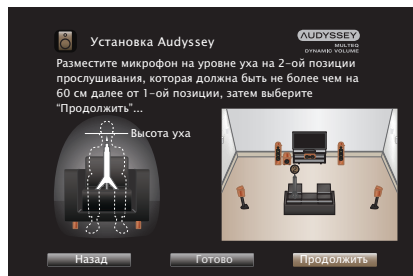 Установка Audyssey
AUDYSSEY
MULTEQ
DYNAMIC VOLUME
Разместите микрофон на уровне уха на 2-ой позиции
прослушивания, которая должна быть не более чем на
60 см далее от 1-ой позиции, затем выберите
“Продолжить”...
Высота уха
Назад
Готово
Продолжить